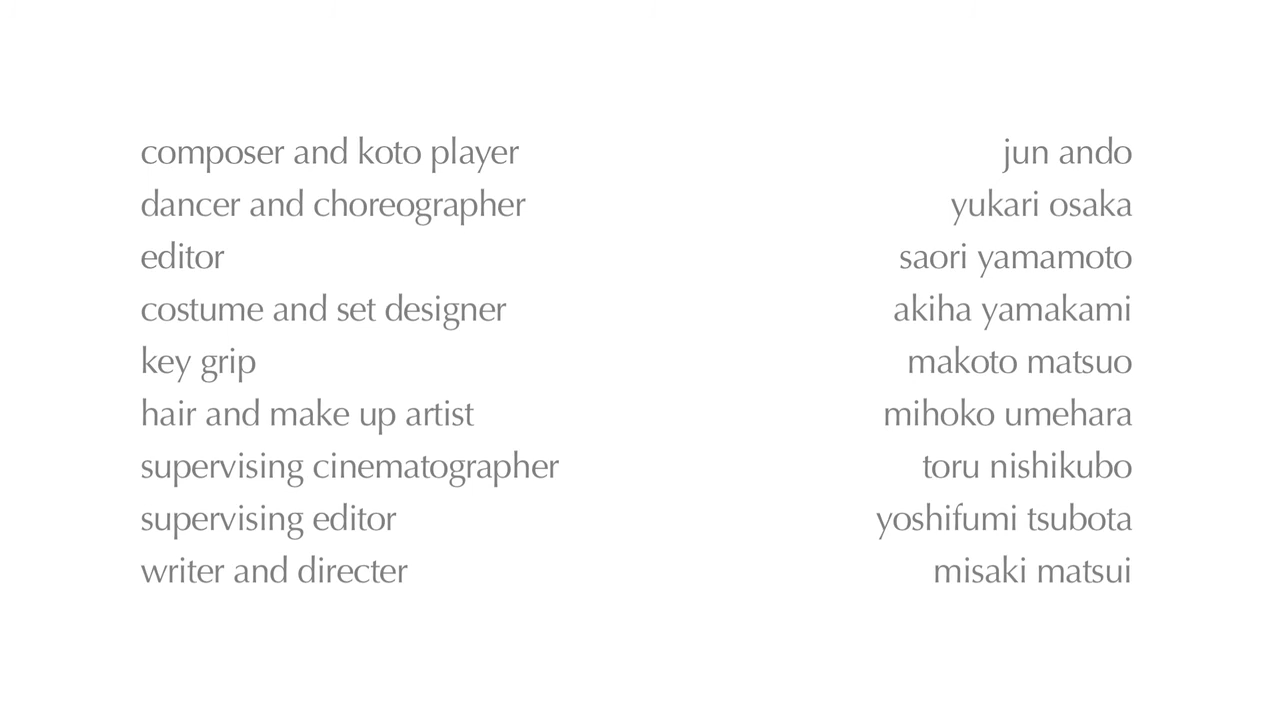 composer and koto player jun ando
dancer and choreographer yukari osaka
editor saori yamamoto
costume and set designer akiha yamakami
key grip makoto matsuo
hair and make up artist mihoko umehara
supervising cinematographer toru nishikubo
supervising editor yoshifumi tsubota
writer and directer misaki matsui